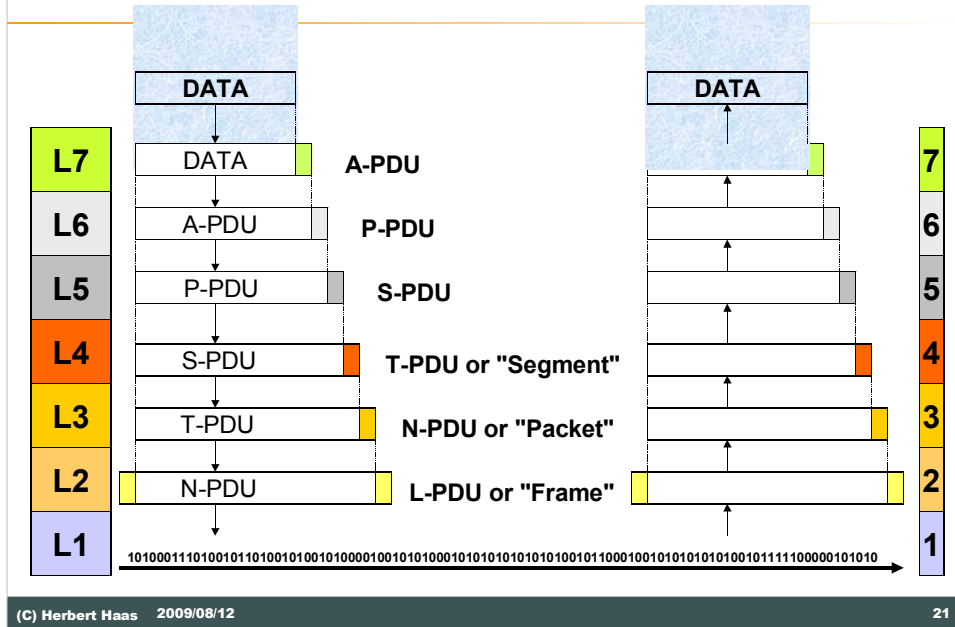 DATA DATA
L7 DATA A-PDU 7
L6 A-PDU P-PDU 6
L5 P-PDU S-PDU 5
L4 S-PDU T-PDU or "Segment" 4
L3 T-PDU N-PDU or "Packet" 3
L2 N-PDU L-PDU or "Frame" 2
L1 1
(C) Herbert Haas 2009/08/12 21